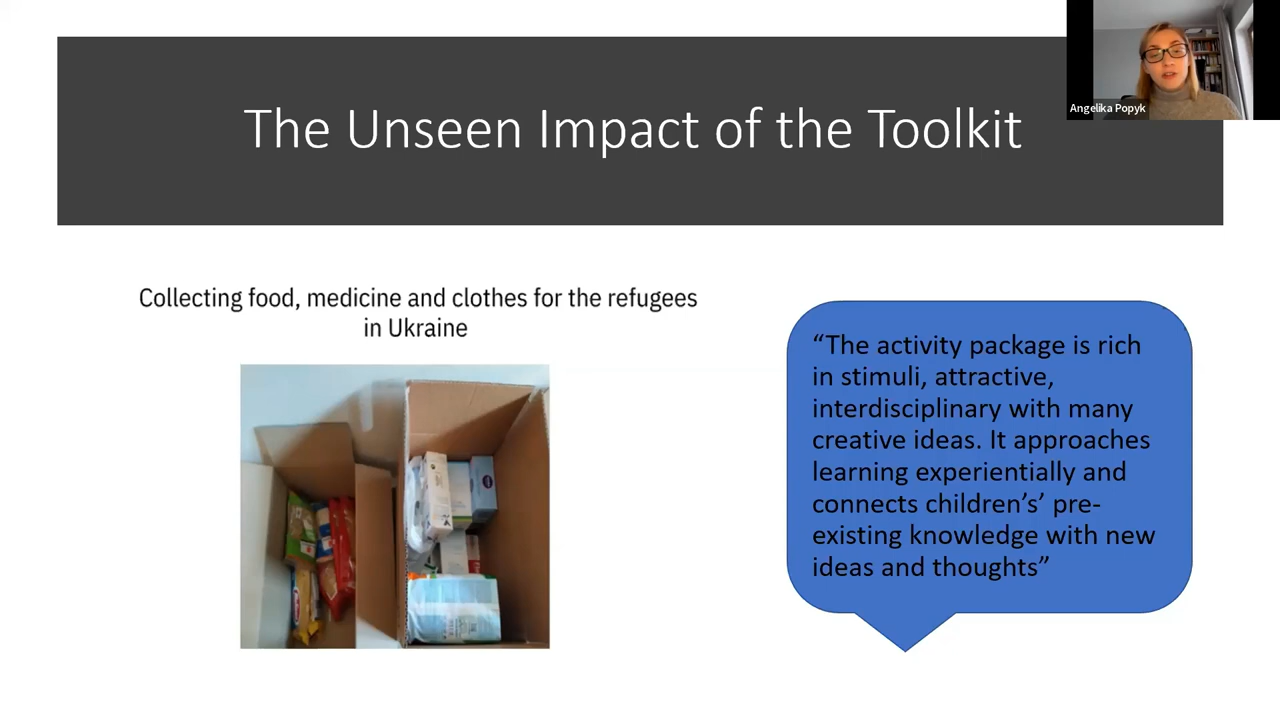 The Unseen Impact of the Toolkit
Angelika Popyk
Collecting food, medicine and clothes for the refugees
in Ukraine
“The activity package is rich
in stimuli, attractive,
interdisciplinary with many
creative ideas. It approaches
learning experientially and
connects children’s’ pre-
existing knowledge with new
ideas and thoughts”